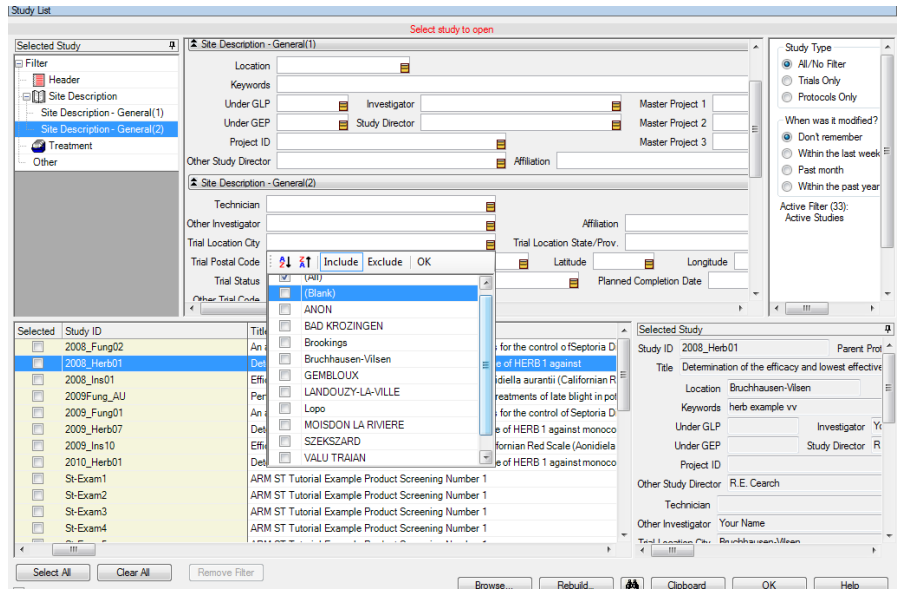 Study List
Select study to open
Selected Study
Filter
Header
Site Description
Site Description - General(1)
Site Description - General(2)
Treatment
Other
Site Description - General(1)
Location
Keywords
Under GLP Investigator Master Project 1
Under GEP Study Director Master Project 2
Project ID Master Project 3
Other Study Director Affiliation
Site Description - General(2)
Technician
Other Investigator Affiliation
Trial Location City Trial Location State/Prov.
Trial Postal Code Latitude Longitude
Trial Status Planned Completion Date
Other Trial Code
Include Exclude OK
(All)
(Blank)
ANON
BAD KROZINGEN
Brookings
Bruchhausen-Vilsen
GEMBLOUX
LANDOUZY-LA-VILLE
Lopo
MOISDON LA RIVIERE
SZEKSZARD
VALU TRAIAN
Study Type
All/No Filter
Trials Only
Protocols Only
When was it modified?
Don't remember
Within the last week
Past month
Within the past year
Active Filter (33):
Active Studies
Selected Study ID Title
2008_Fung02 An a s for the control ofSeptoria D
2008_Herb01 Det e of HERB 1 against
2008_Ins01 Effi idiella aurantii (Californian R
2009Fung_AU Per reatments of late blight in pot
2009_Fung01 An a s for the control of Septoria D
2009_Herb07 Det e of HERB 1 against monoco
2009_Ins10 Effi fornian Red Scale (Aonidiela
2010_Herb01 Det e of HERB 1 against monoco
St-Exam1 ARM ST Tutorial Example Product Screening Number 1
St-Exam2 ARM ST Tutorial Example Product Screening Number 1
St-Exam3 ARM ST Tutorial Example Product Screening Number 1
St-Exam4 ARM ST Tutorial Example Product Screening Number 1
Selected Study
Study ID 2008_Herb01 Parent Prot
Title Determination of the efficacy and lowest effective
Location Bruchhausen-Vilsen
Keywords herb example vv
Under GLP Investigator Yo
Under GEP Study Director R
Project ID
Other Study Director R.E. Cearch
Technician
Other Investigator Your Name
Trial Location City Bruchhausen-Vilsen
Select All Clear All Remove Filter
Browse... Rebuild... Clipboard OK Help